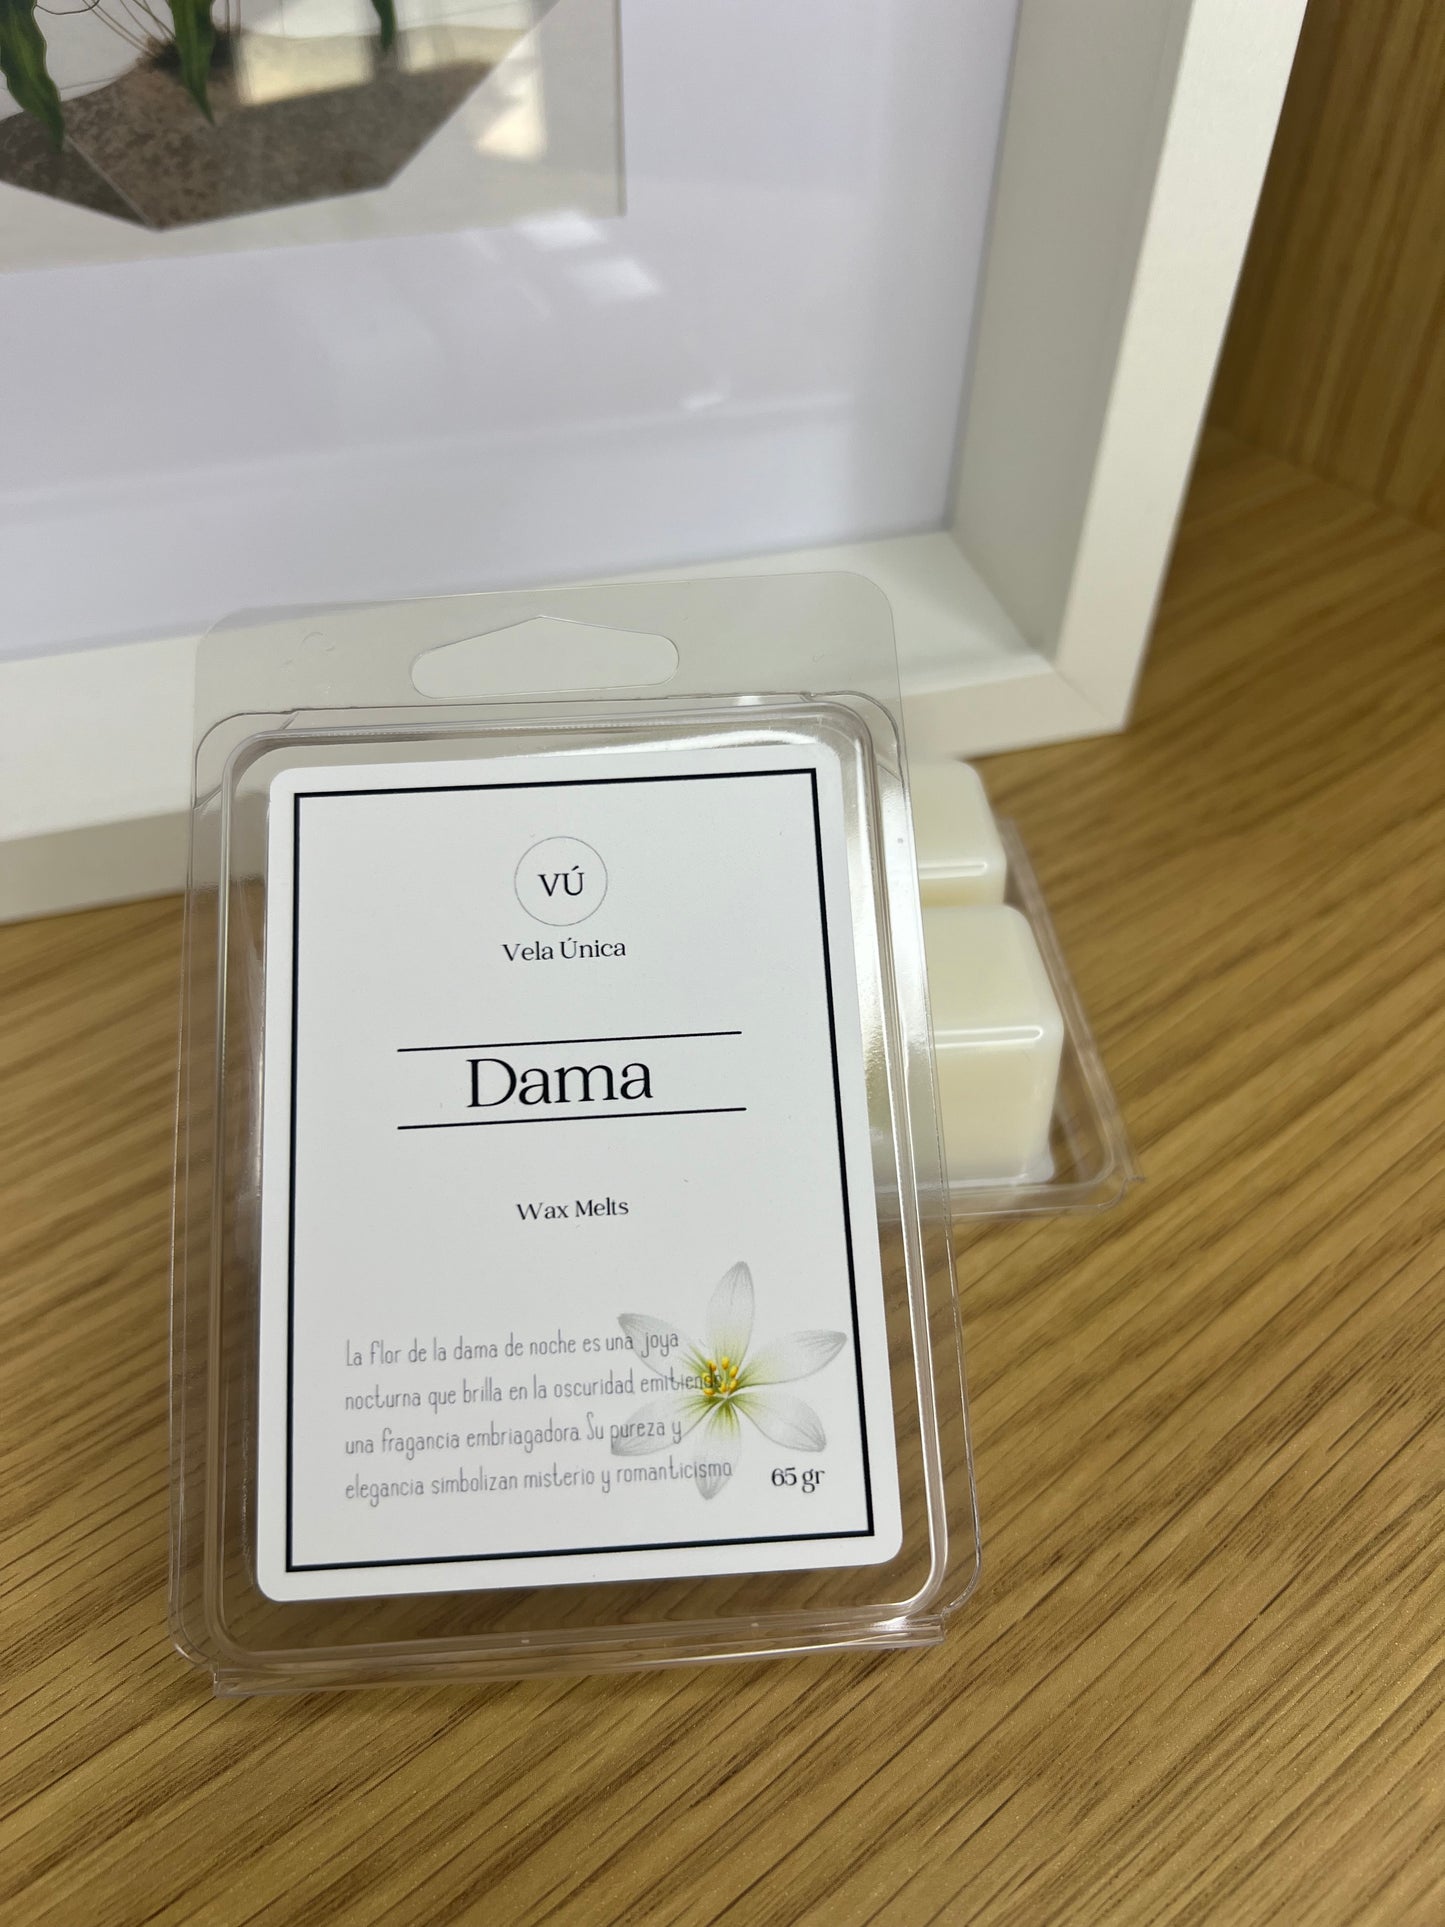 VÚ
Vela Única
Dama
Wax Melts
La flor de la dama de noche es una joya
nocturna que brilla en la oscuridad emitiendo
una fragancia embriagadora. Su pureza y
elegancia simbolizan misterio y romanticismo
65 gr